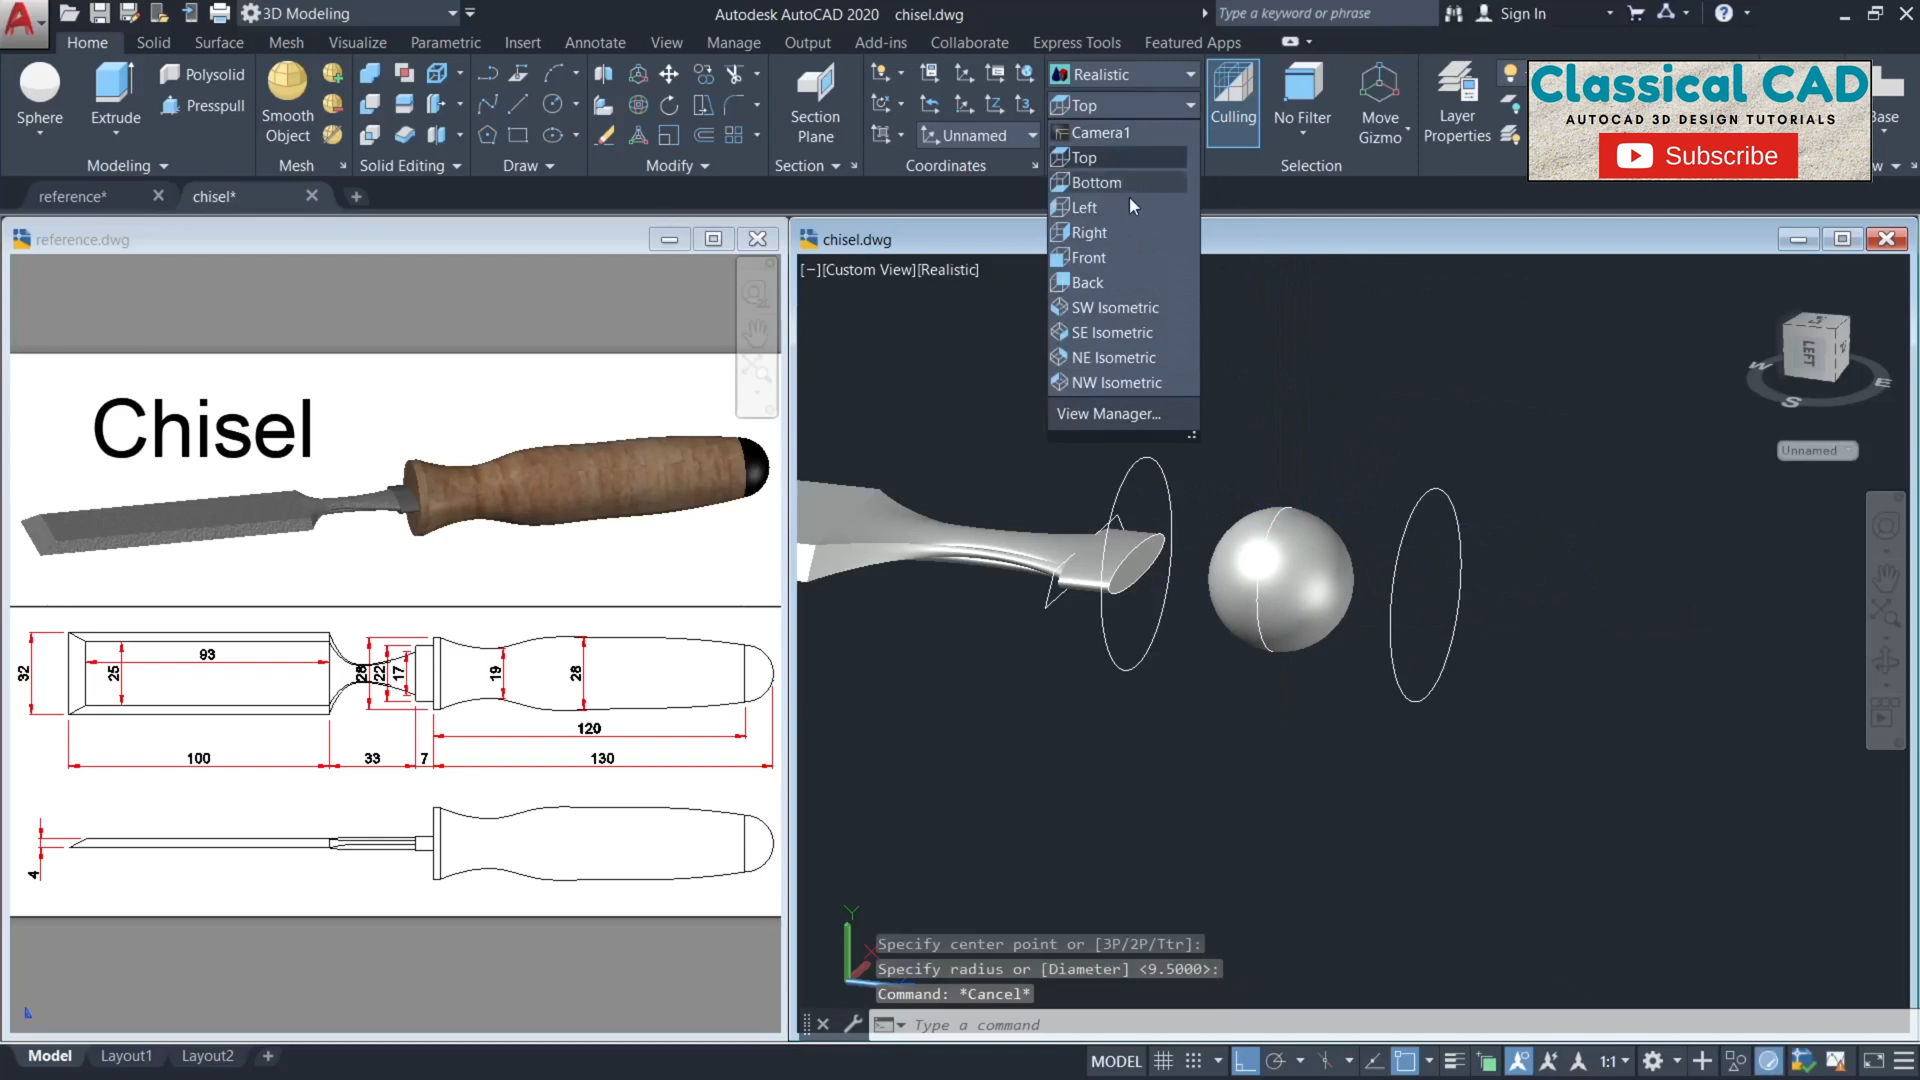 3D Modeling
Autodesk AutoCAD 2020 chisel.dwg
Type a keyword or phrase
Sign In
Home Solid Surface Mesh Visualize Parametric Insert Annotate View Manage Output Add-ins Collaborate Express Tools Featured Apps
Sphere
Extrude
Polysolid
Presspull
Smooth
Object
Section
Plane
Unnamed
Realistic
Top
Culling
No Filter
Move
Gizmo
Layer
Properties
Base
Modeling
Mesh
Solid Editing
Draw
Modify
Section
Coordinates
Selection
Classical CAD
AUTOCAD 3D DESIGN TUTORIALS
Subscribe
Camera1
Top
Bottom
Left
Right
Front
Back
SW Isometric
SE Isometric
NE Isometric
NW Isometric
View Manager...
reference*
chisel*
reference.dwg
chisel.dwg
[−][Custom View][Realistic]
Chisel
93
32
25
28
22
17
19
28
120
100
33
7
130
4
LEFT
W
S
E
Unnamed
Y
Specify center point or [3P/2P/Ttr]:
Specify radius or [Diameter] <9.5000>:
Command: *Cancel*
Type a command
Model Layout1 Layout2
MODEL
1:1